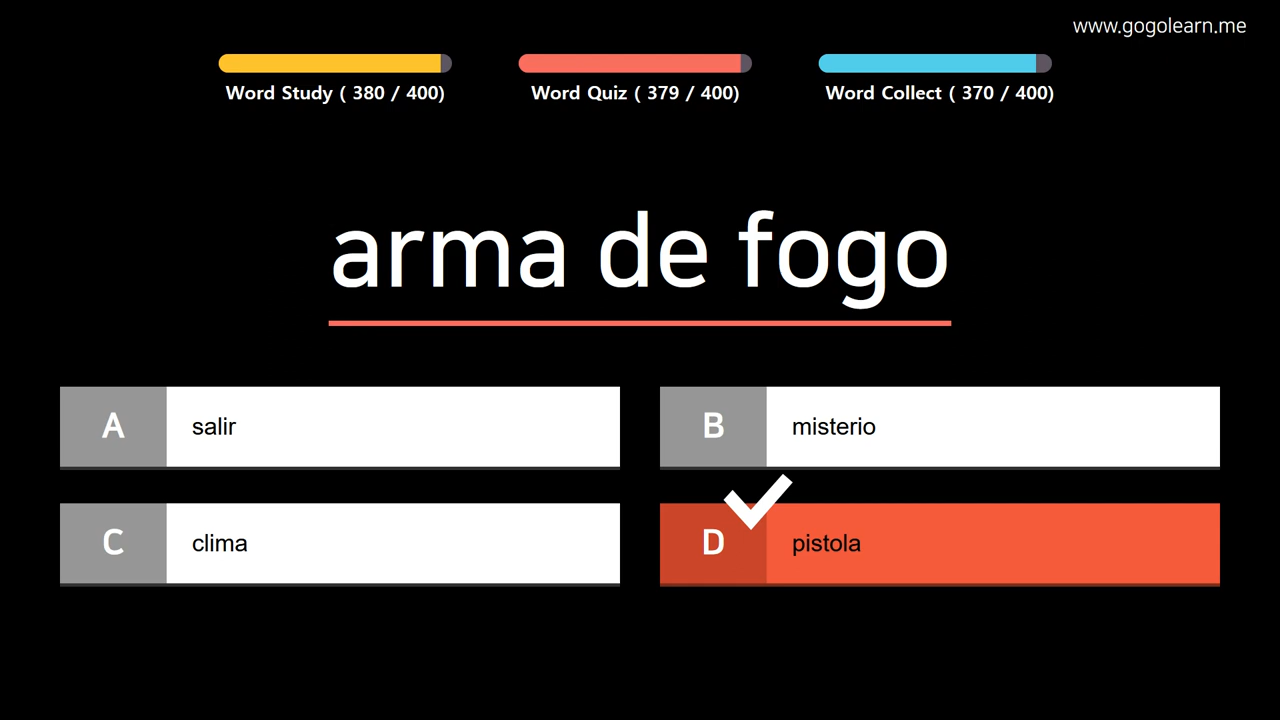 www.gogolearn.me
Word Study ( 380 / 400)
Word Quiz ( 379 / 400)
Word Collect ( 370 / 400)
arma de fogo
A salir
B misterio
C clima
D pistola